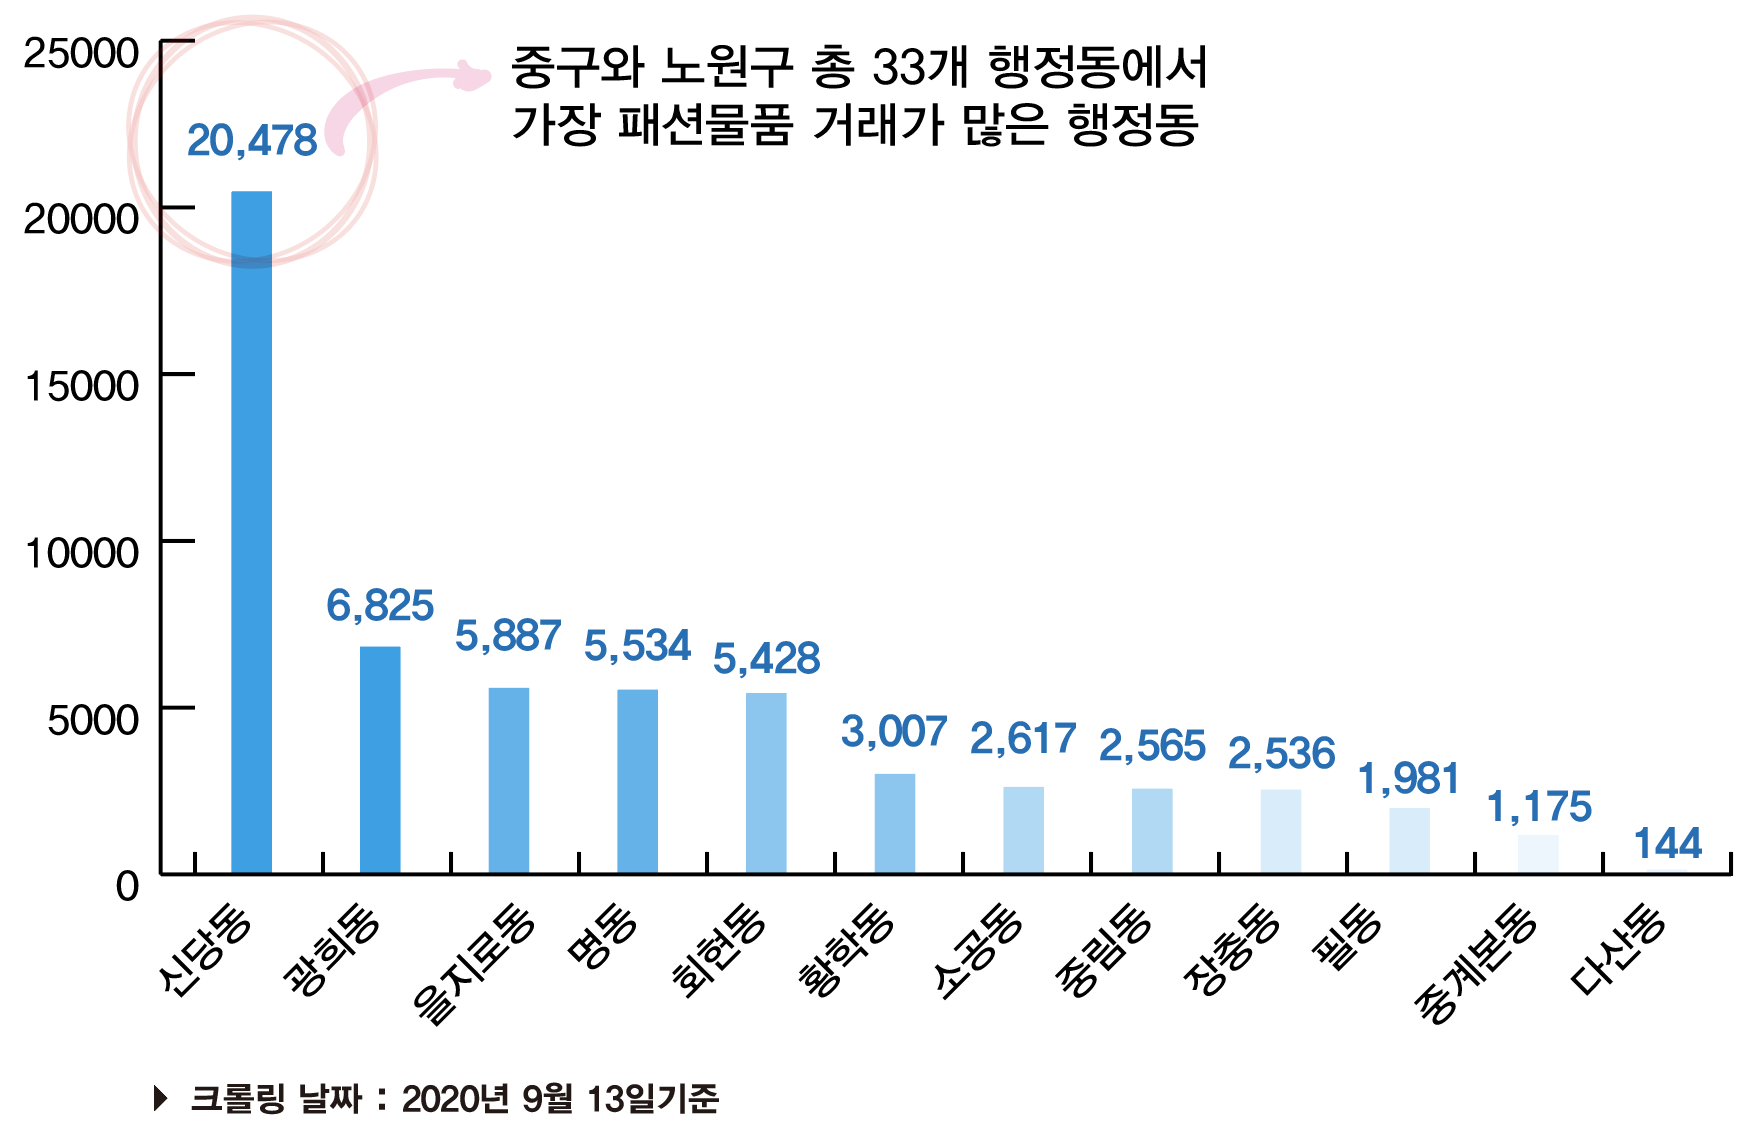 중구와 노원구 총 33개 행정동에서
가장 패션물품 거래가 많은 행정동
25000
20000
15000
10000
5000
0
20,478
6,825
5,887
5,534
5,428
3,007
2,617
2,565
2,536
1,981
1,175
144
신당동
광희동
을지로동
명동
회현동
황학동
소공동
중림동
장충동
필동
중계본동
다산동
크롤링 날짜 : 2020년 9월 13일기준